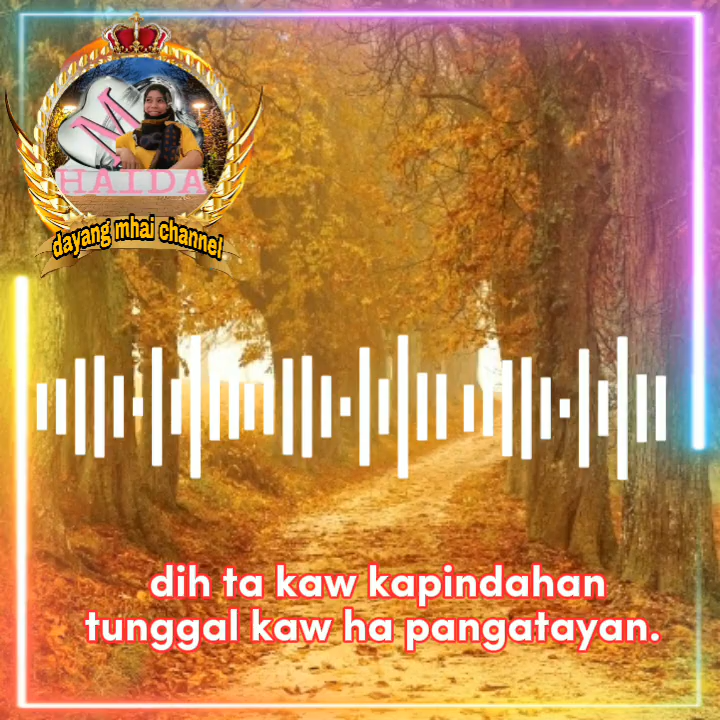 M
HAIDA
dayang mhai channel
dih ta kaw kapindahan
tunggal kaw ha pangatayan.